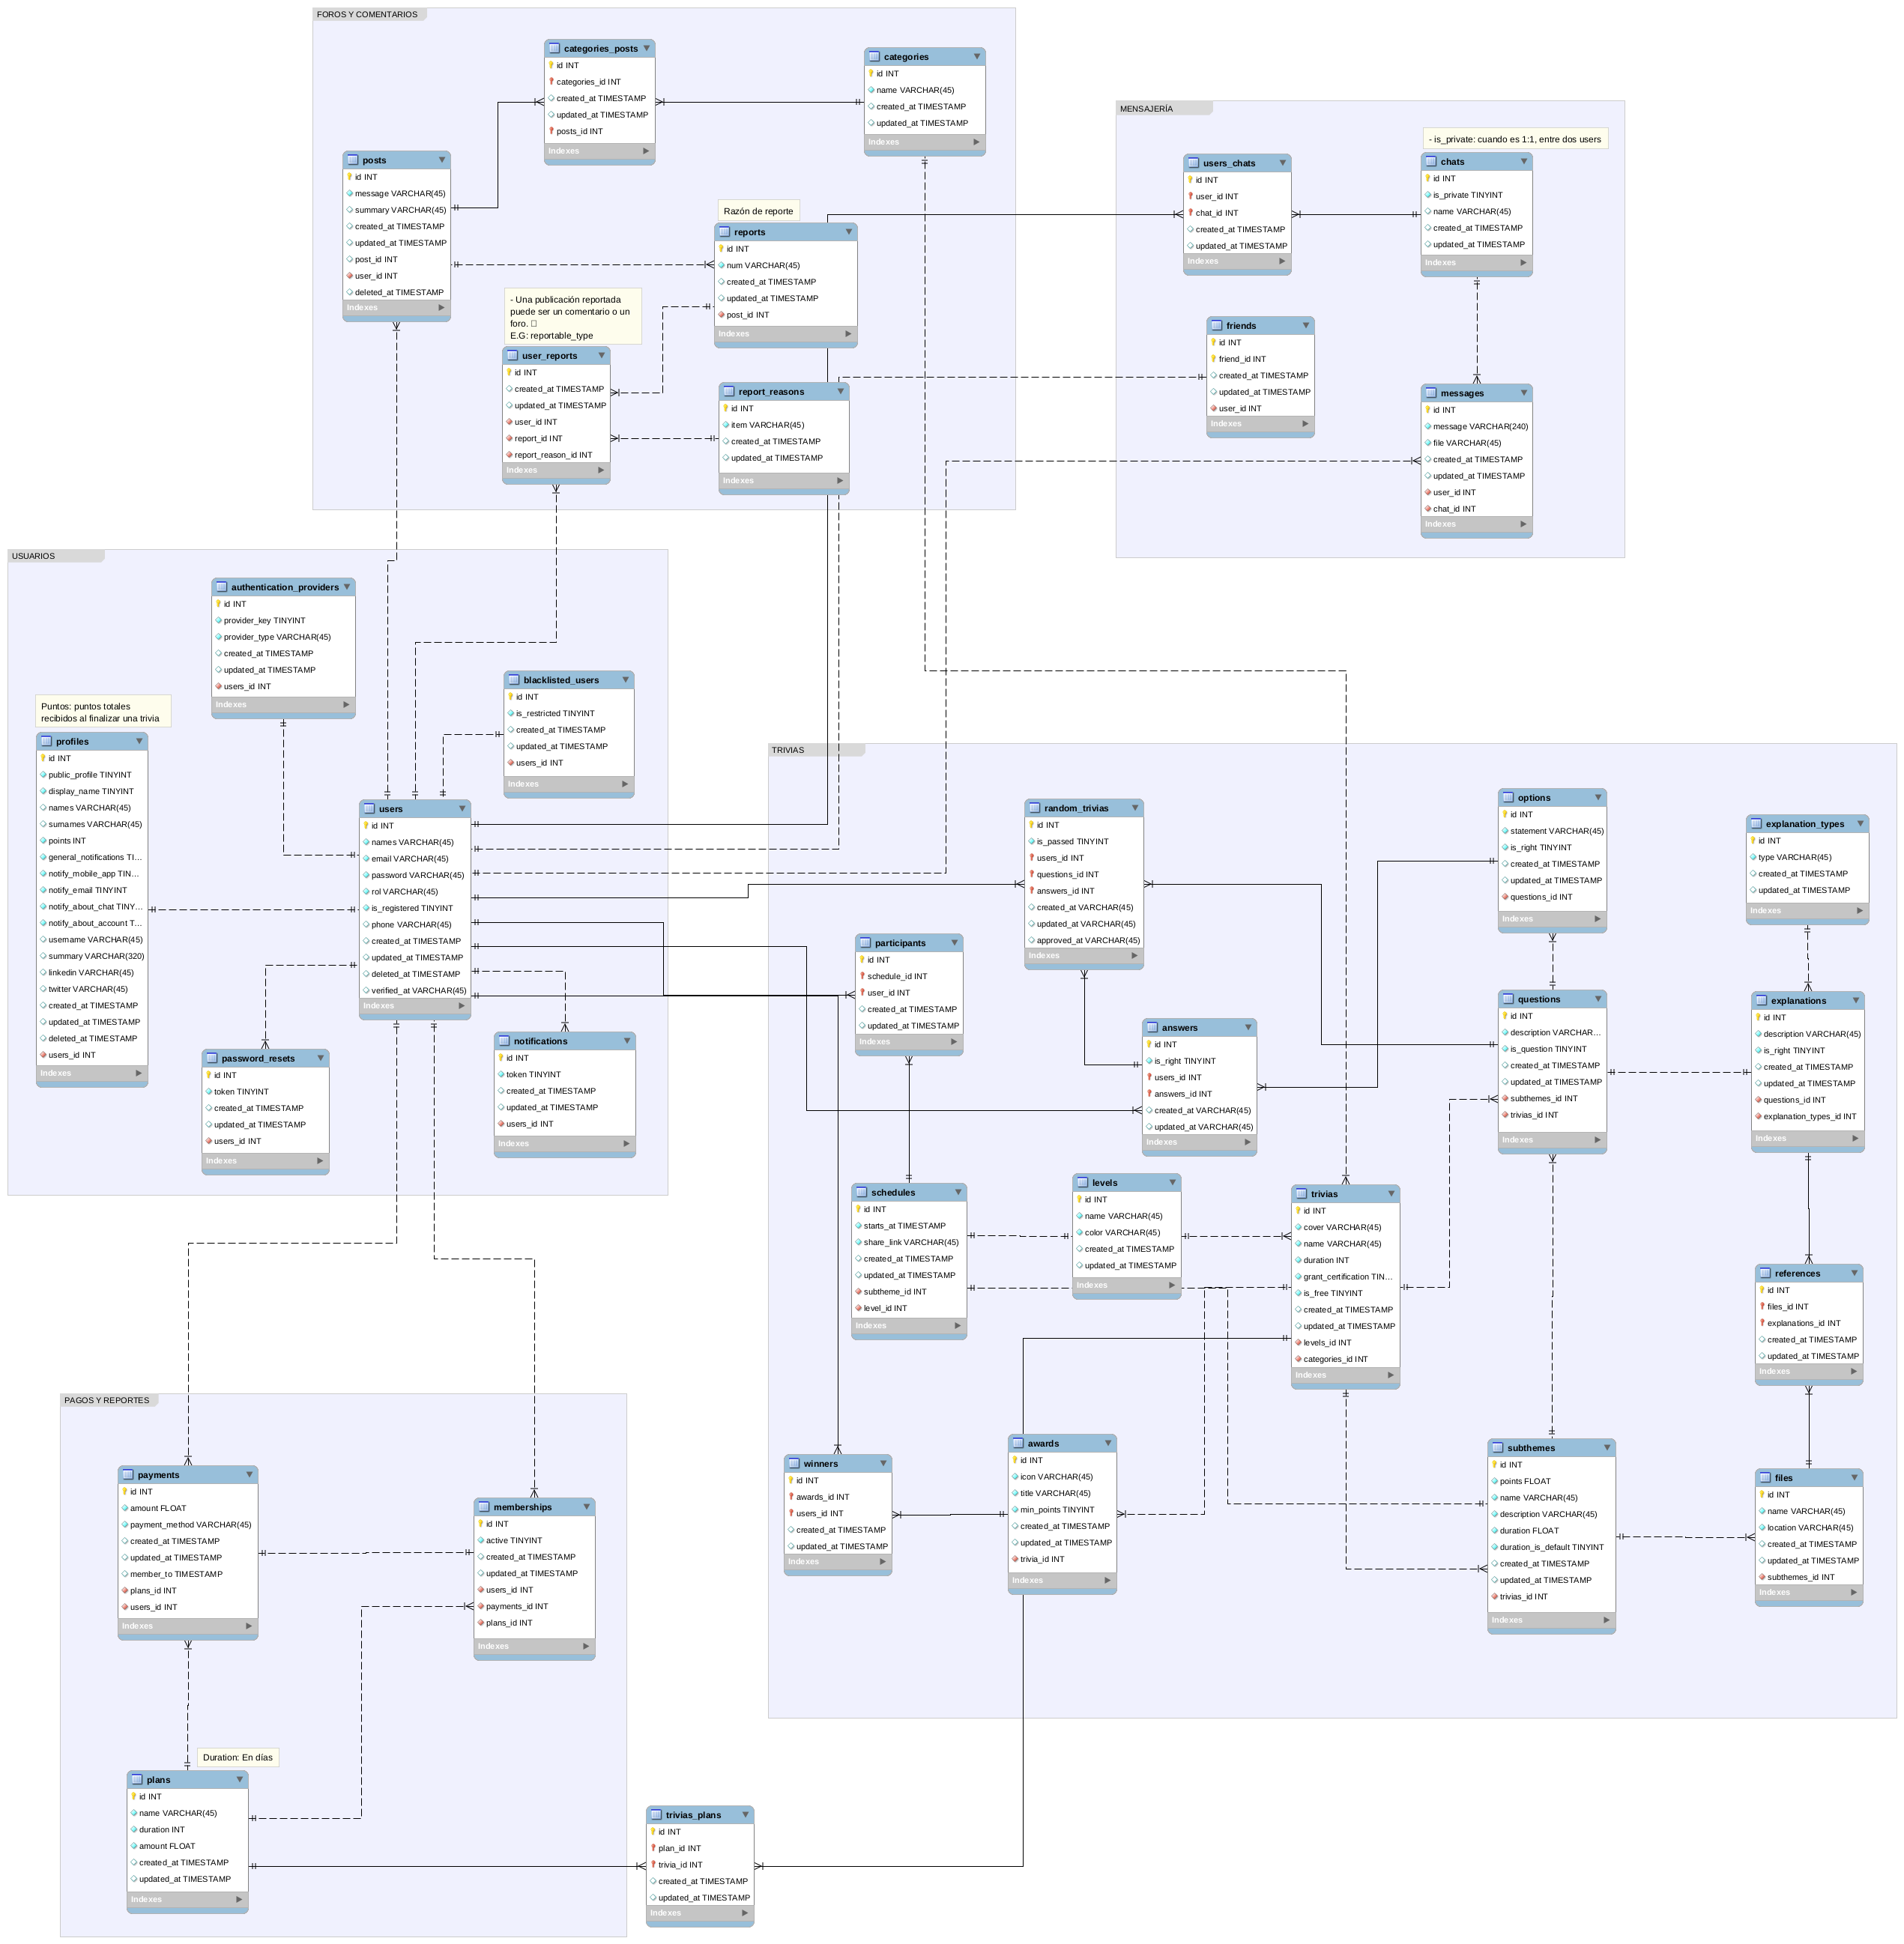 FOROS Y COMENTARIOS
categories_posts
id INT
categories_id INT
created_at TIMESTAMP
updated_at TIMESTAMP
posts_id INT
Indexes
categories
id INT
name VARCHAR(45)
created_at TIMESTAMP
updated_at TIMESTAMP
Indexes
posts
id INT
message VARCHAR(45)
summary VARCHAR(45)
created_at TIMESTAMP
updated_at TIMESTAMP
post_id INT
user_id INT
deleted_at TIMESTAMP
Indexes
Razón de reporte
reports
id INT
num VARCHAR(45)
created_at TIMESTAMP
updated_at TIMESTAMP
post_id INT
Indexes
- Una publicación reportada
puede ser un comentario o un
foro.
E.G: reportable_type
user_reports
id INT
created_at TIMESTAMP
updated_at TIMESTAMP
user_id INT
report_id INT
report_reason_id INT
Indexes
report_reasons
id INT
item VARCHAR(45)
created_at TIMESTAMP
updated_at TIMESTAMP
Indexes
MENSAJERÍA
- is_private: cuando es 1:1, entre dos users
users_chats
id INT
user_id INT
chat_id INT
created_at TIMESTAMP
updated_at TIMESTAMP
Indexes
chats
id INT
is_private TINYINT
name VARCHAR(45)
created_at TIMESTAMP
updated_at TIMESTAMP
Indexes
friends
id INT
friend_id INT
created_at TIMESTAMP
updated_at TIMESTAMP
user_id INT
Indexes
messages
id INT
message VARCHAR(240)
file VARCHAR(45)
created_at TIMESTAMP
updated_at TIMESTAMP
user_id INT
chat_id INT
Indexes
USUARIOS
authentication_providers
id INT
provider_key TINYINT
provider_type VARCHAR(45)
created_at TIMESTAMP
updated_at TIMESTAMP
users_id INT
Indexes
blacklisted_users
id INT
is_restricted TINYINT
created_at TIMESTAMP
updated_at TIMESTAMP
users_id INT
Indexes
Puntos: puntos totales
recibidos al finalizar una trivia
profiles
id INT
public_profile TINYINT
display_name TINYINT
names VARCHAR(45)
surnames VARCHAR(45)
points INT
general_notifications TI...
notify_mobile_app TIN...
notify_email TINYINT
notify_about_chat TINY...
notify_about_account T...
username VARCHAR(45)
summary VARCHAR(320)
linkedin VARCHAR(45)
twitter VARCHAR(45)
created_at TIMESTAMP
updated_at TIMESTAMP
deleted_at TIMESTAMP
users_id INT
Indexes
users
id INT
names VARCHAR(45)
email VARCHAR(45)
password VARCHAR(45)
rol VARCHAR(45)
is_registered TINYINT
phone VARCHAR(45)
created_at TIMESTAMP
updated_at TIMESTAMP
deleted_at TIMESTAMP
verified_at VARCHAR(45)
Indexes
password_resets
id INT
token TINYINT
created_at TIMESTAMP
updated_at TIMESTAMP
users_id INT
Indexes
notifications
id INT
token TINYINT
created_at TIMESTAMP
updated_at TIMESTAMP
users_id INT
Indexes
TRIVIAS
random_trivias
id INT
is_passed TINYINT
users_id INT
questions_id INT
answers_id INT
created_at VARCHAR(45)
updated_at VARCHAR(45)
approved_at VARCHAR(45)
Indexes
options
id INT
statement VARCHAR(45)
is_right TINYINT
created_at TIMESTAMP
updated_at TIMESTAMP
questions_id INT
Indexes
explanation_types
id INT
type VARCHAR(45)
created_at TIMESTAMP
updated_at TIMESTAMP
Indexes
participants
id INT
schedule_id INT
user_id INT
created_at TIMESTAMP
updated_at TIMESTAMP
Indexes
answers
id INT
is_right TINYINT
users_id INT
answers_id INT
created_at VARCHAR(45)
updated_at VARCHAR(45)
Indexes
questions
id INT
description VARCHAR...
is_question TINYINT
created_at TIMESTAMP
updated_at TIMESTAMP
subthemes_id INT
trivias_id INT
Indexes
explanations
id INT
description VARCHAR(45)
is_right TINYINT
created_at TIMESTAMP
updated_at TIMESTAMP
questions_id INT
explanation_types_id INT
Indexes
schedules
id INT
starts_at TIMESTAMP
share_link VARCHAR(45)
created_at TIMESTAMP
updated_at TIMESTAMP
subtheme_id INT
level_id INT
Indexes
levels
id INT
name VARCHAR(45)
color VARCHAR(45)
created_at TIMESTAMP
updated_at TIMESTAMP
Indexes
trivias
id INT
cover VARCHAR(45)
name VARCHAR(45)
duration INT
grant_certification TIN...
is_free TINYINT
created_at TIMESTAMP
updated_at TIMESTAMP
levels_id INT
categories_id INT
Indexes
references
id INT
files_id INT
explanations_id INT
created_at TIMESTAMP
updated_at TIMESTAMP
Indexes
winners
id INT
awards_id INT
users_id INT
created_at TIMESTAMP
updated_at TIMESTAMP
Indexes
awards
id INT
icon VARCHAR(45)
title VARCHAR(45)
min_points TINYINT
created_at TIMESTAMP
updated_at TIMESTAMP
trivia_id INT
Indexes
subthemes
id INT
points FLOAT
name VARCHAR(45)
description VARCHAR(45)
duration FLOAT
duration_is_default TINYINT
created_at TIMESTAMP
updated_at TIMESTAMP
trivias_id INT
Indexes
files
id INT
name VARCHAR(45)
location VARCHAR(45)
created_at TIMESTAMP
updated_at TIMESTAMP
subthemes_id INT
Indexes
PAGOS Y REPORTES
payments
id INT
amount FLOAT
payment_method VARCHAR(45)
created_at TIMESTAMP
updated_at TIMESTAMP
member_to TIMESTAMP
plans_id INT
users_id INT
Indexes
memberships
id INT
active TINYINT
created_at TIMESTAMP
updated_at TIMESTAMP
users_id INT
payments_id INT
plans_id INT
Indexes
Duration: En días
plans
id INT
name VARCHAR(45)
duration INT
amount FLOAT
created_at TIMESTAMP
updated_at TIMESTAMP
Indexes
trivias_plans
id INT
plan_id INT
trivia_id INT
created_at TIMESTAMP
updated_at TIMESTAMP
Indexes